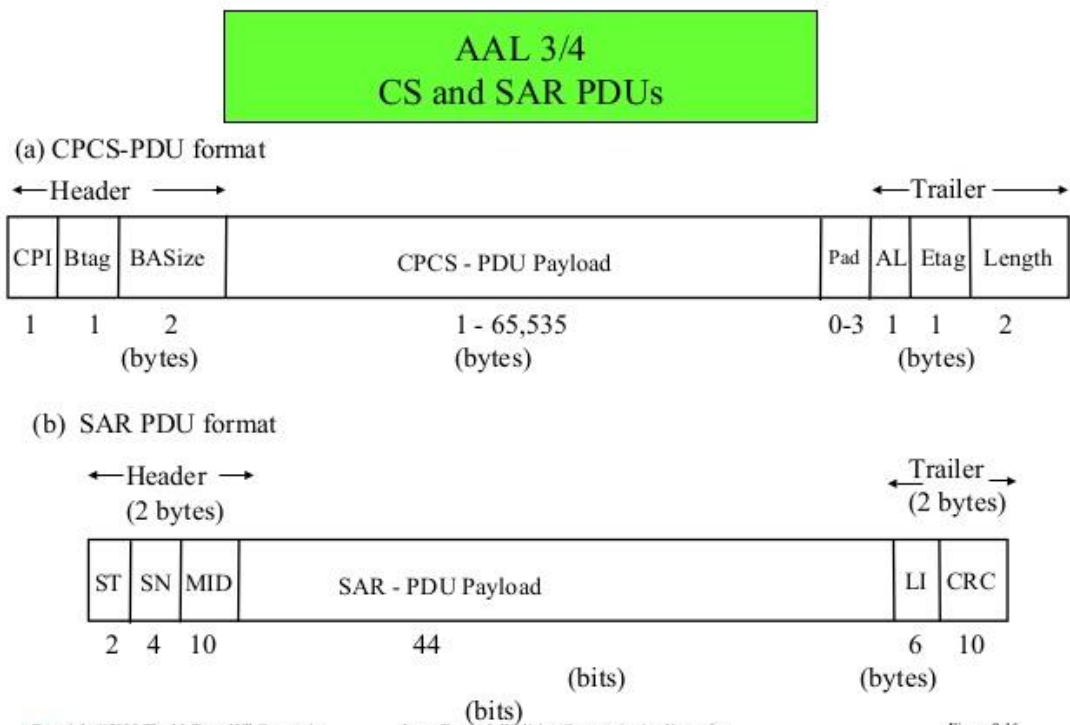 AAL 3/4
CS and SAR PDUs
(a) CPCS-PDU format
Header
Trailer
CPI Btag BASize CPCS - PDU Payload Pad AL Etag Length
1 1 2 1 - 65,535 0-3 1 1 2
(bytes) (bytes) (bytes)
(b) SAR PDU format
Header
(2 bytes)
Trailer
(2 bytes)
ST SN MID SAR - PDU Payload LI CRC
2 4 10 44 6 10
(bits) (bytes)
(bits)